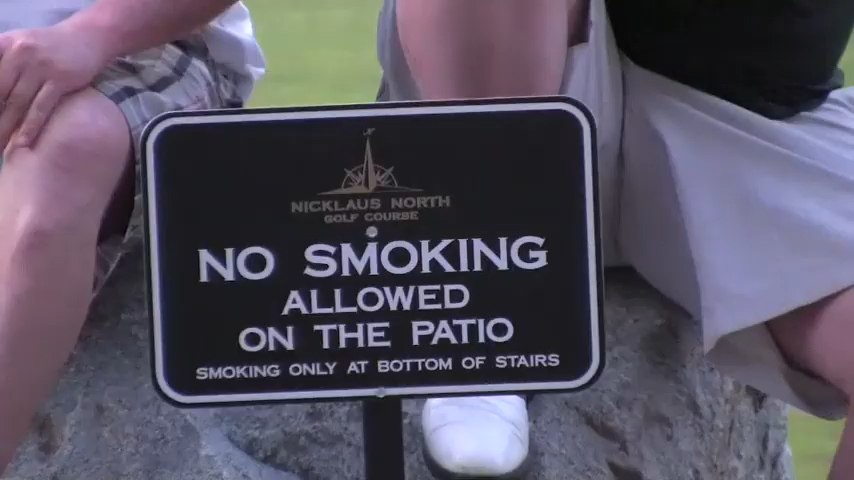 NICKLAUS NORTH
GOLF COURSE
NO SMOKING
ALLOWED
ON THE PATIO
SMOKING ONLY AT BOTTOM OF STAIRS